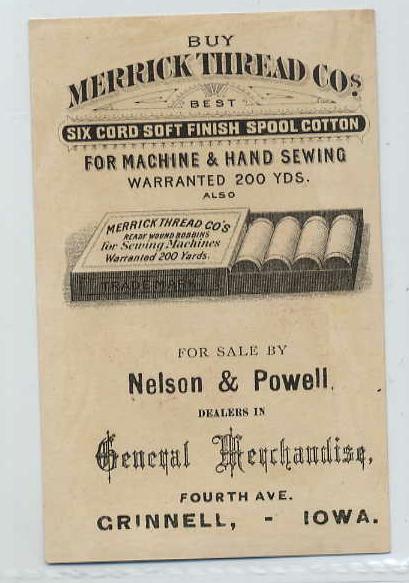 BUY
MERRICK THREAD CO'S
BEST
SIX CORD SOFT FINISH SPOOL COTTON
FOR MACHINE & HAND SEWING
WARRANTED 200 YDS.
ALSO
MERRICK THREAD CO'S
READY WOUND BOBBINS
for Sewing Machines
Warranted 200 Yards.
TRADE MARK
FOR SALE BY
Nelson & Powell,
DEALERS IN
General Merchandise,
FOURTH AVE.
GRINNELL, - IOWA.